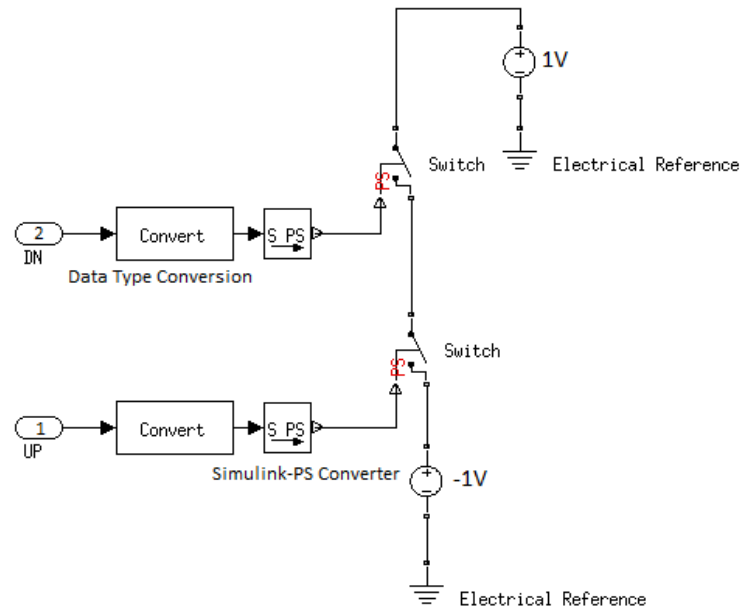 1V
Switch
Electrical Reference
PS
2
Convert
S PS
DN
Data Type Conversion
Switch
PS
1
Convert
S PS
UP
Simulink-PS Converter
-1V
Electrical Reference